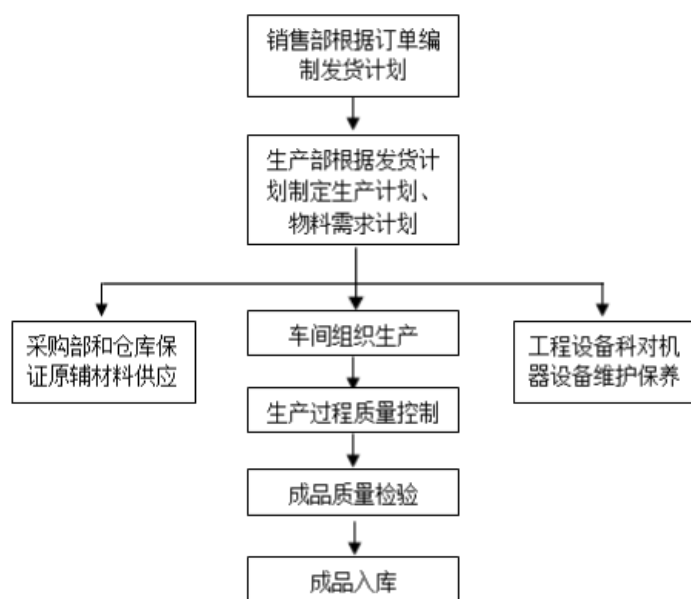 销售部根据订单编
制发货计划
生产部根据发货计
划制定生产计划、
物料需求计划
采购部和仓库保
证原辅材料供应
车间组织生产
工程设备科对机
器设备维护保养
生产过程质量控制
成品质量检验
成品入库